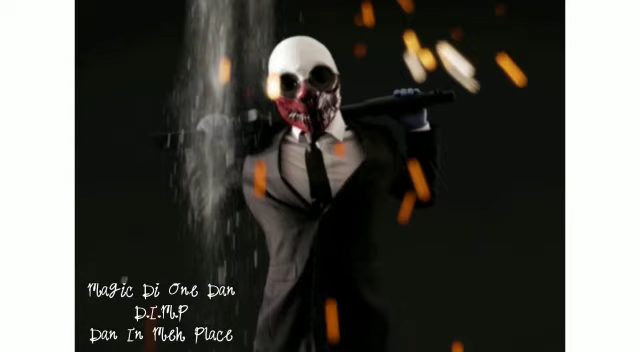 Magic Di One Dan
D.I.M.P
Dan In Meh Place